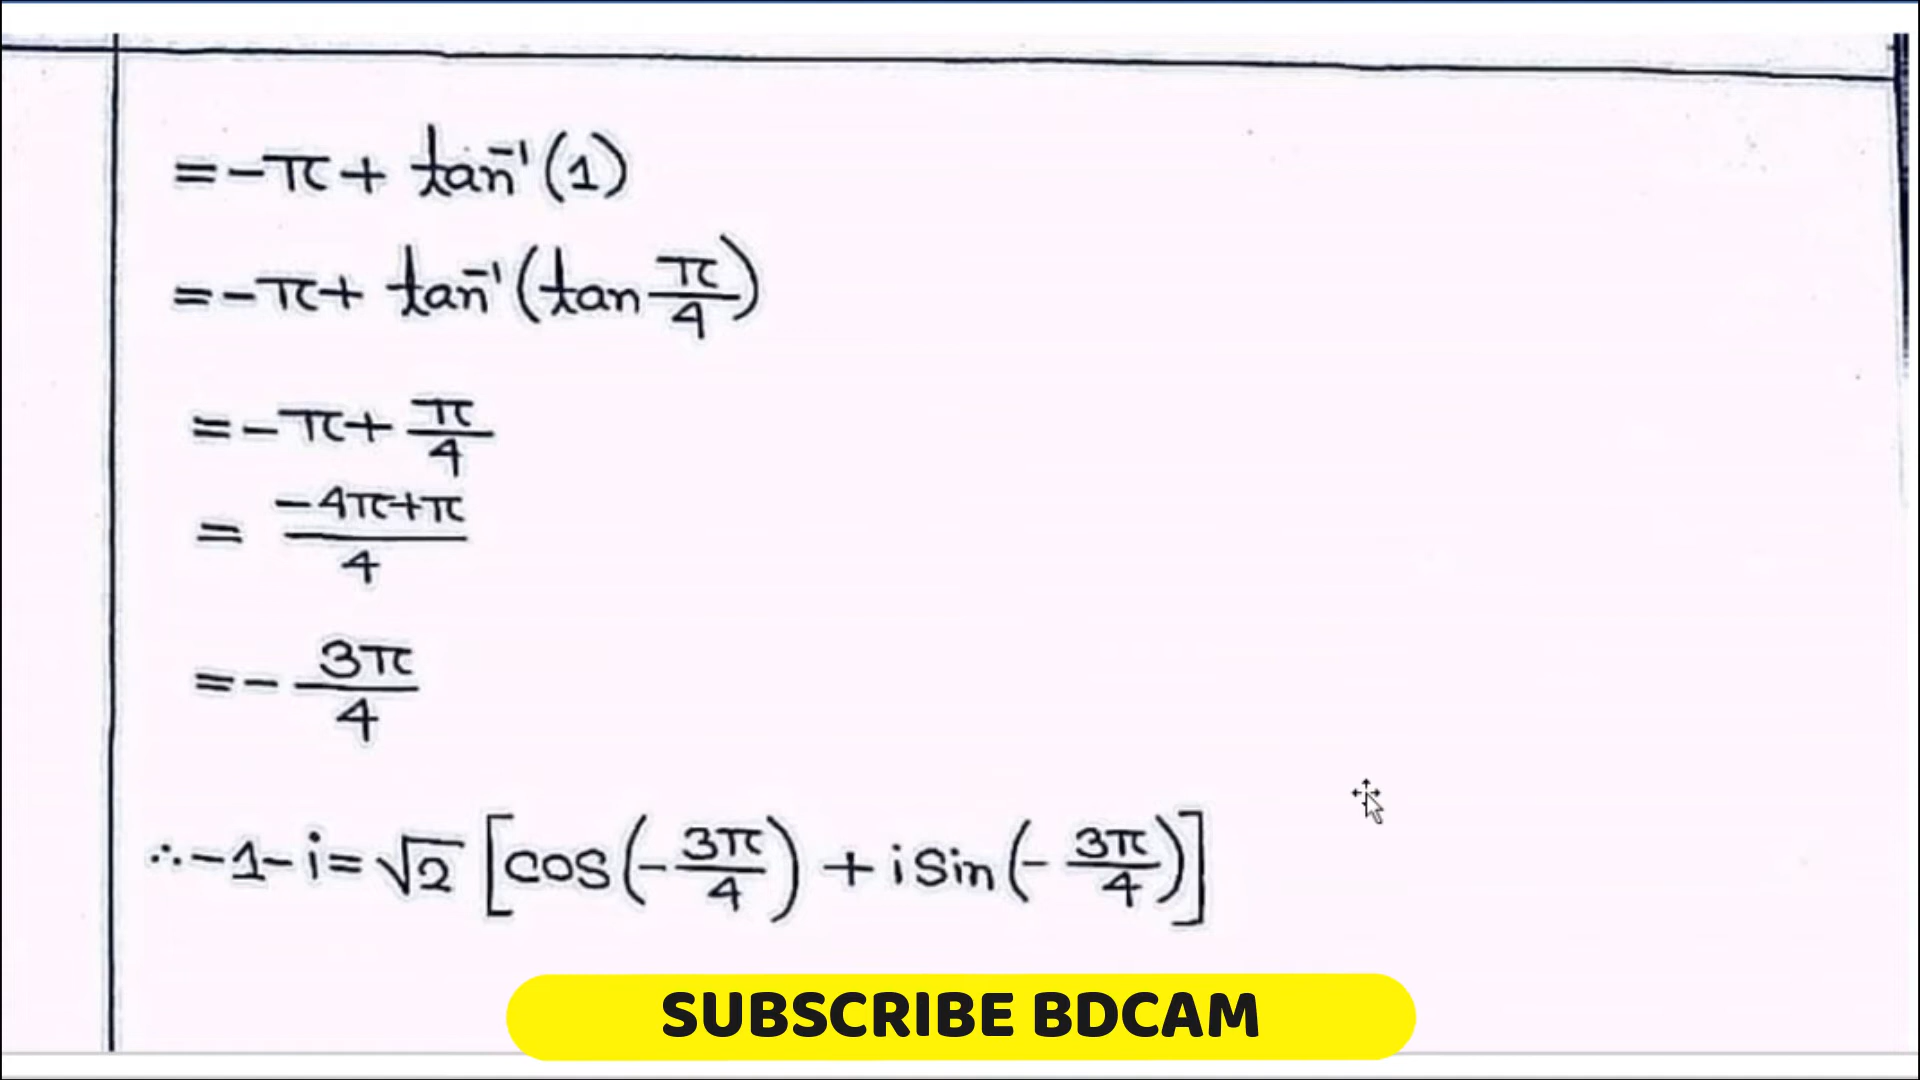 =-π+ tan⁻¹(1)
=-π+ tan⁻¹(tan π/4)
=-π+ π/4
= (-4π+π)/4
=- 3π/4
∴ -1-i= √2 [cos(- 3π/4) + i sin(- 3π/4)]
SUBSCRIBE BDCAM